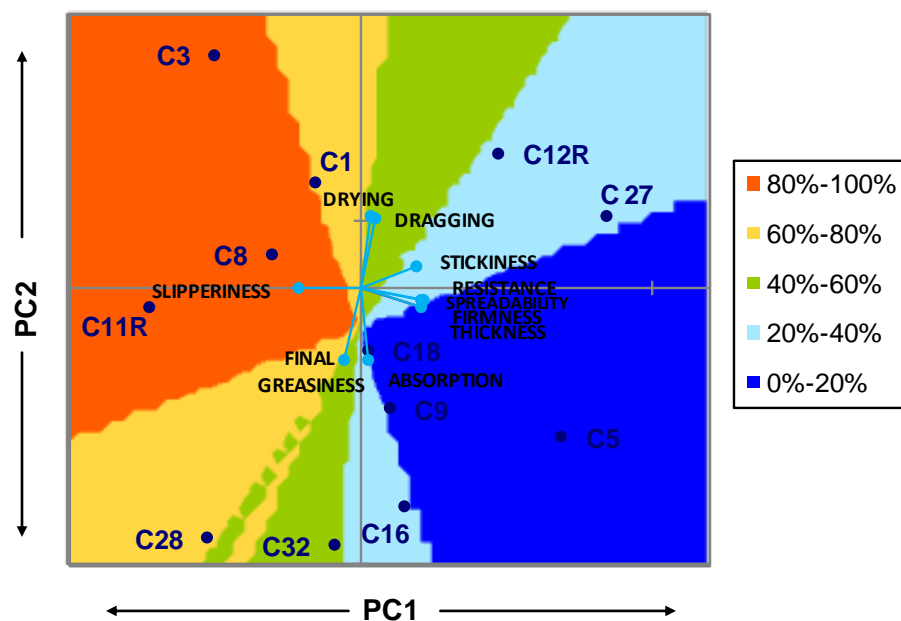 C3
C1
C12R
DRYING
C 27
DRAGGING
C8
STICKINESS
SLIPPERINESS
RESISTANCE
SPREADABILITY
C11R
FIRMNESS
THICKNESS
FINAL
C18
GREASINESS
ABSORPTION
C9
C5
C28
C32
C16
PC2
PC1
80%-100%
60%-80%
40%-60%
20%-40%
0%-20%